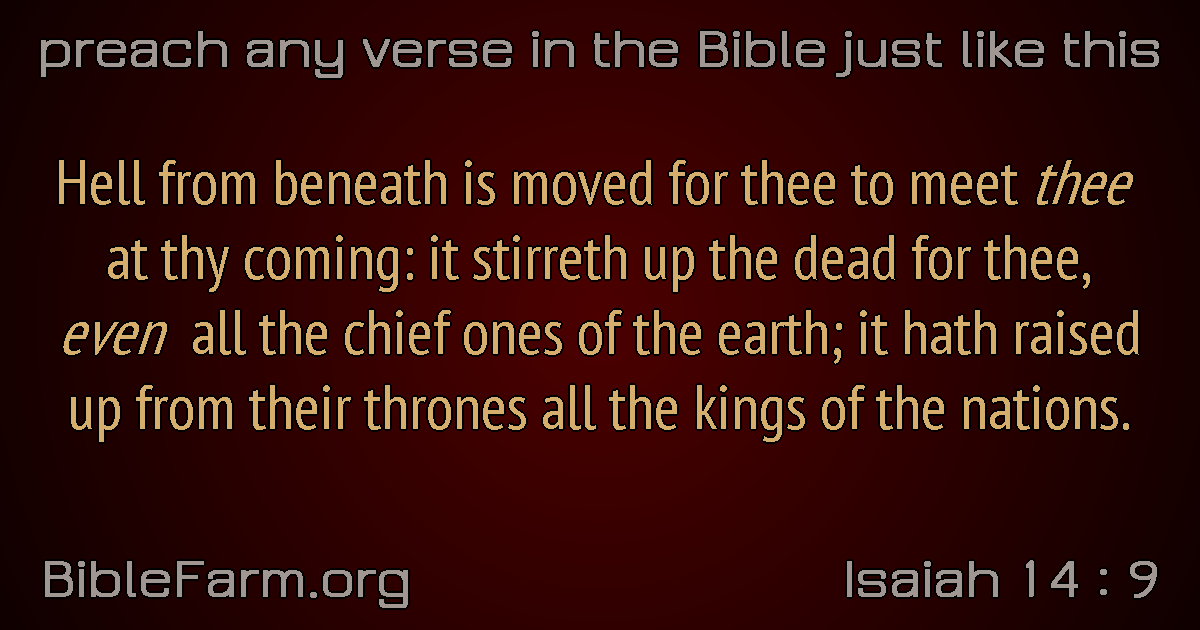 preach any verse in the Bible just like this
Hell from beneath is moved for thee to meet thee
at thy coming: it stirreth up the dead for thee,
even all the chief ones of the earth; it hath raised
up from their thrones all the kings of the nations.
BibleFarm.org
Isaiah 14 : 9